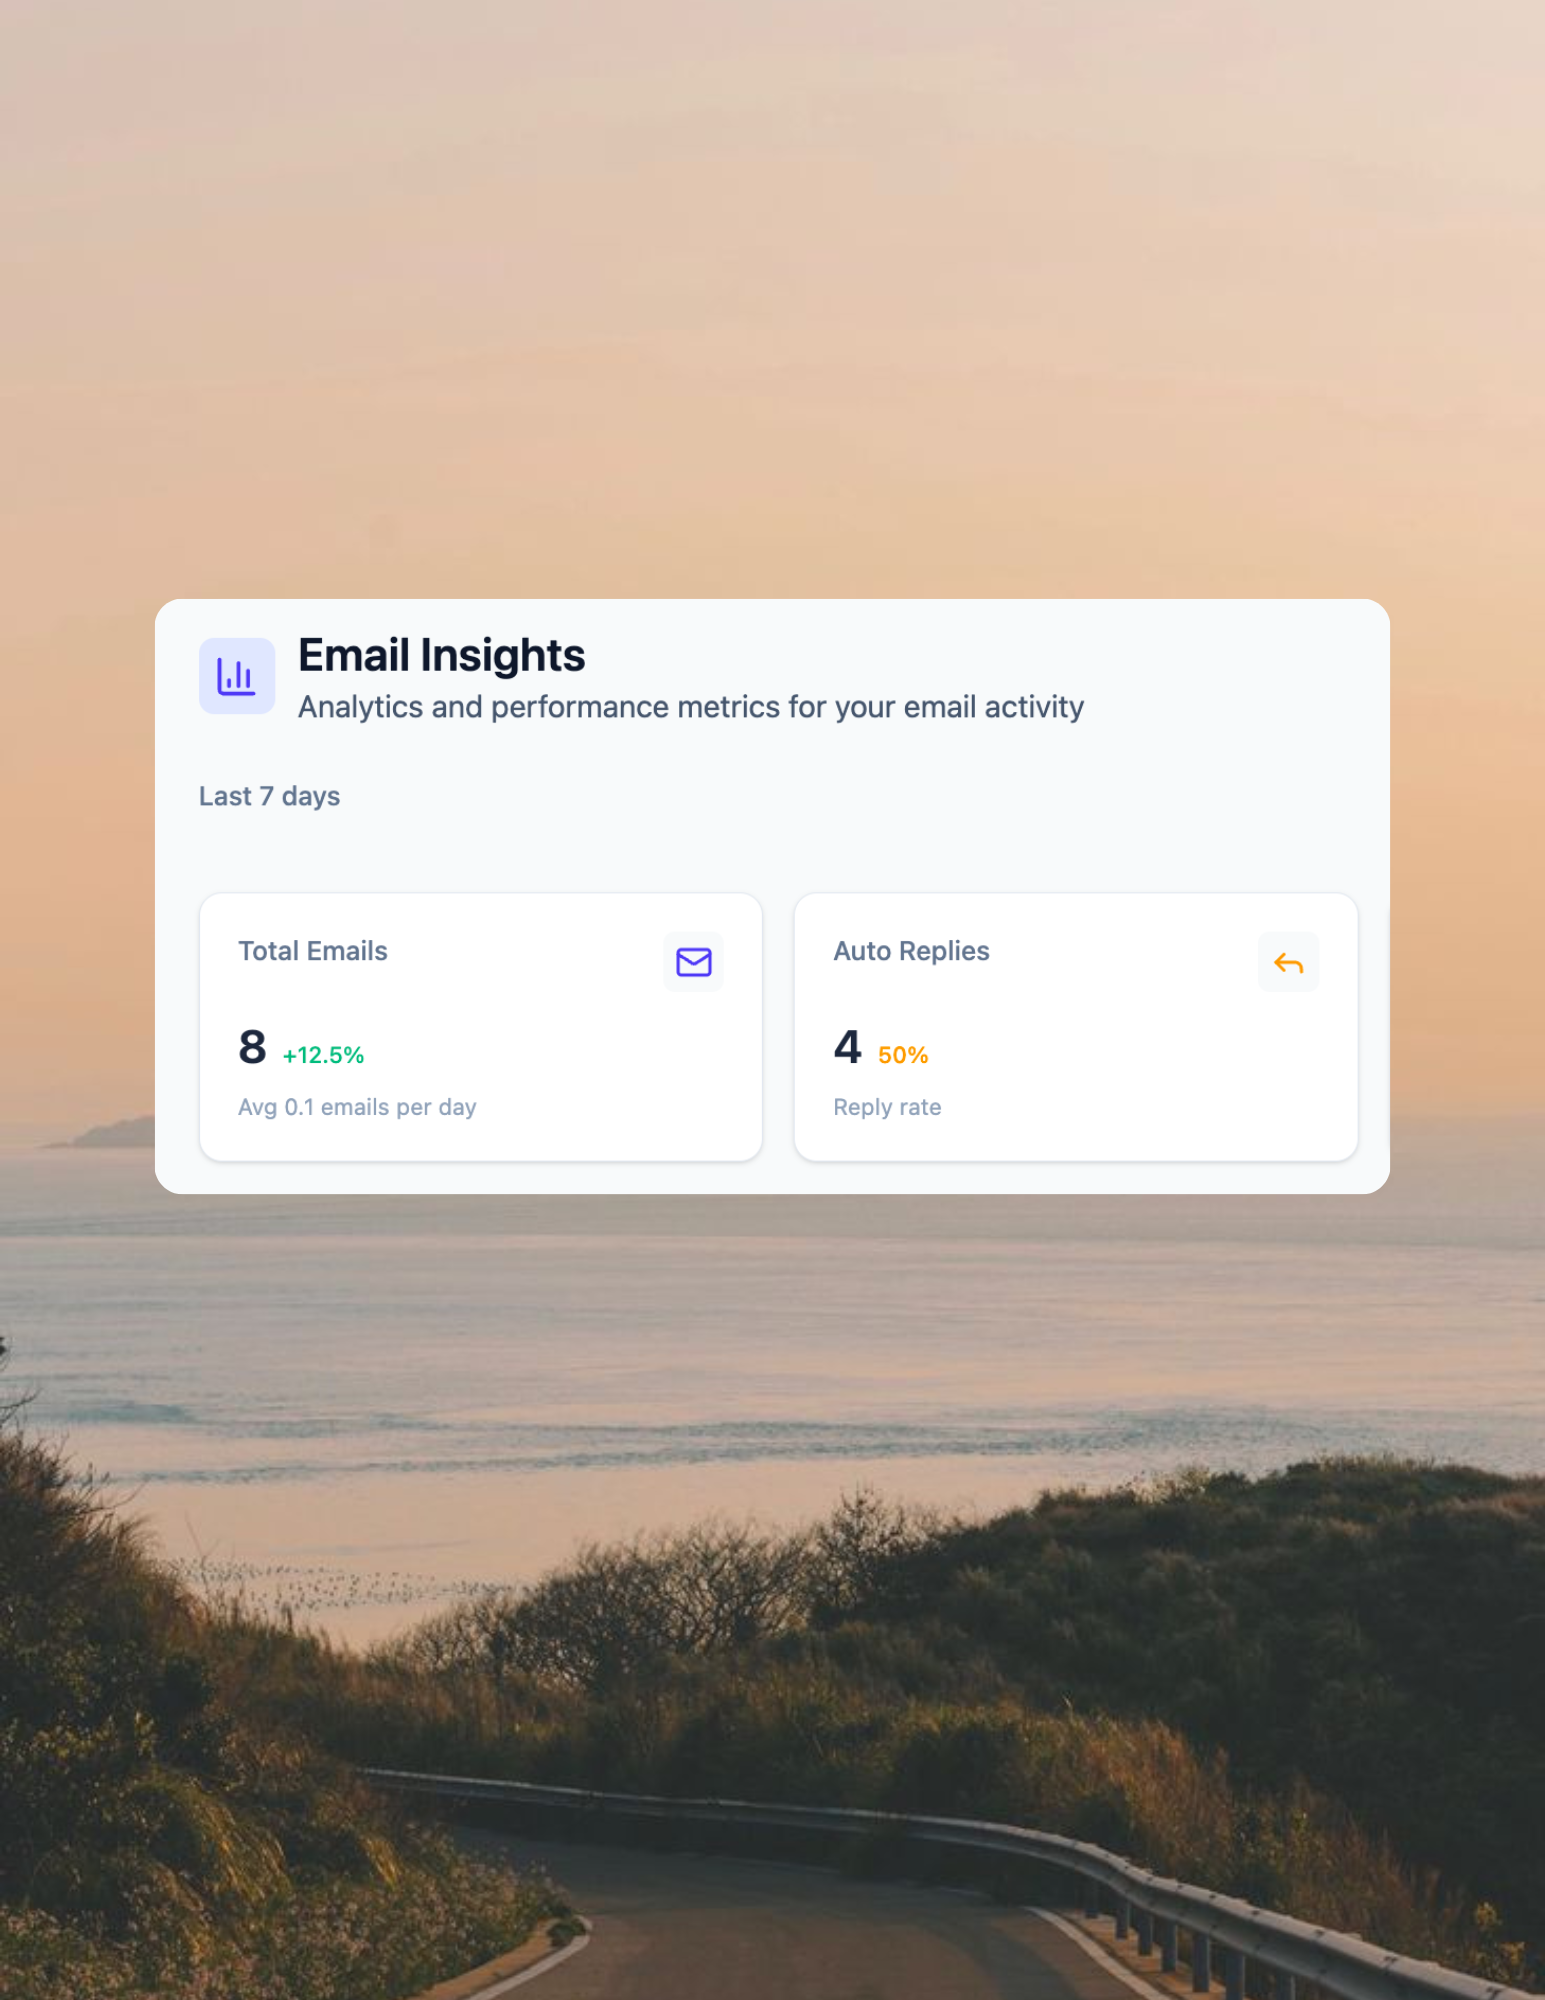 Email Insights
Analytics and performance metrics for your email activity
Last 7 days
Total Emails
8 +12.5%
Avg 0.1 emails per day
Auto Replies
4 50%
Reply rate